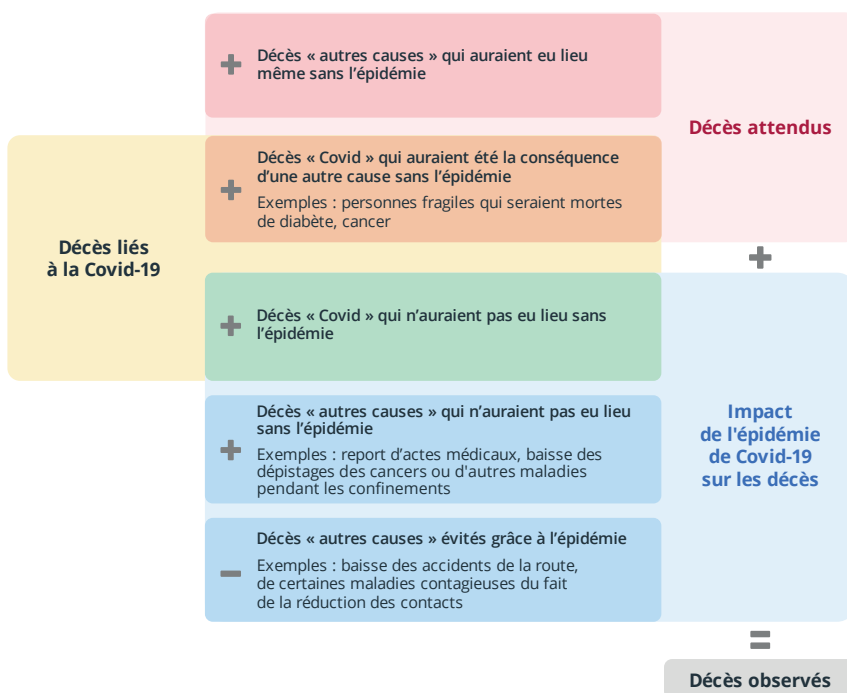 + Décès « autres causes » qui auraient eu lieu
même sans l’épidémie
Décès attendus
+ Décès « Covid » qui auraient été la conséquence
d’une autre cause sans l’épidémie
Exemples : personnes fragiles qui seraient mortes
de diabète, cancer
Décès liés
à la Covid-19
+
+ Décès « Covid » qui n’auraient pas eu lieu sans
l’épidémie
+ Décès « autres causes » qui n’auraient pas eu lieu
sans l’épidémie
Exemples : report d’actes médicaux, baisse des
dépistages des cancers ou d'autres maladies
pendant les confinements
Impact
de l'épidémie
de Covid-19
sur les décès
− Décès « autres causes » évités grâce à l’épidémie
Exemples : baisse des accidents de la route,
de certaines maladies contagieuses du fait
de la réduction des contacts
=
Décès observés